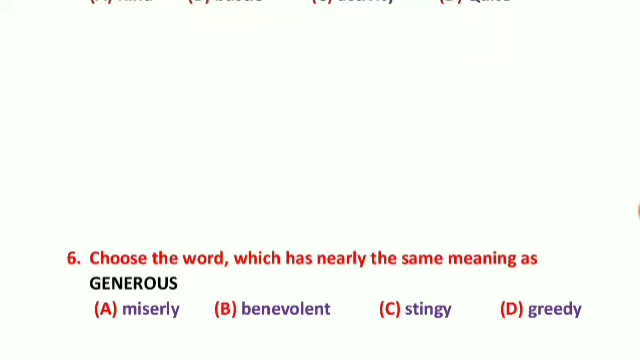 6. Choose the word, which has nearly the same meaning as
GENEROUS
(A) miserly (B) benevolent (C) stingy (D) greedy